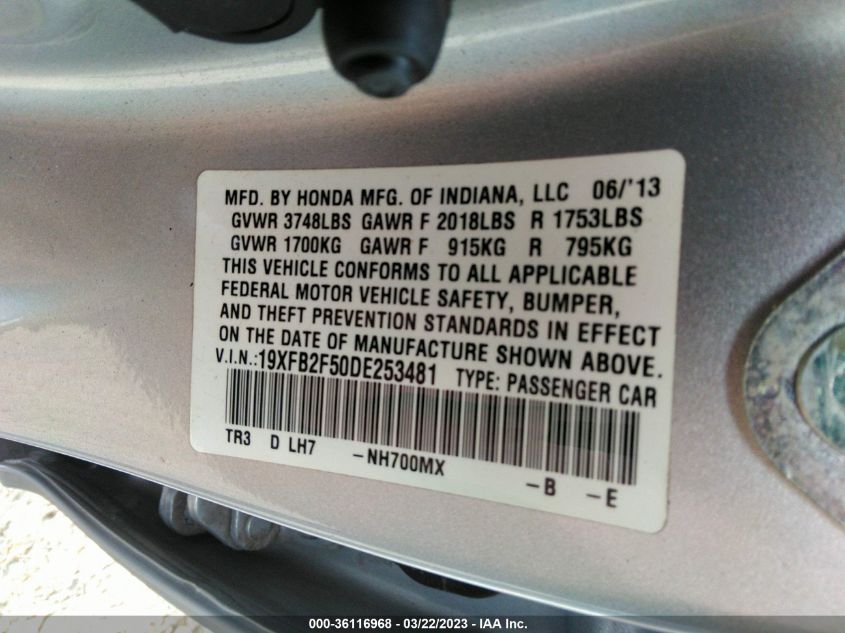 MFD. BY HONDA MFG. OF INDIANA, LLC 06/'13
GVWR 3748LBS GAWR F 2018LBS R 1753LBS
GVWR 1700KG GAWR F 915KG R 795KG
THIS VEHICLE CONFORMS TO ALL APPLICABLE
FEDERAL MOTOR VEHICLE SAFETY, BUMPER,
AND THEFT PREVENTION STANDARDS IN EFFECT
ON THE DATE OF MANUFACTURE SHOWN ABOVE.
V.I.N.:19XFB2F50DE253481 TYPE: PASSENGER CAR
TR3 D LH7 -NH700MX -B -E
000-36116968 - 03/22/2023 - IAA Inc.